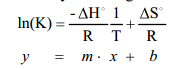 ln(K) = -ΔH° / R 1 / T + ΔS° / R
y = m · x + b